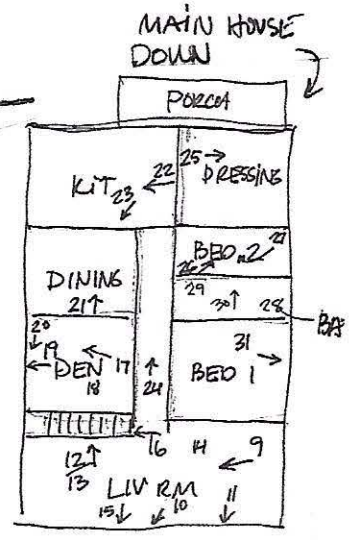 MAIN HOUSE
DOWN
PORCH
25 DRESSING
KIT 22
23
BED 2 27
26
DINING
29
21
30 28 BA
20
19
DEN 17
18
24
31
BED 1
16 14 9
12
13
LIV RM
15 10 11